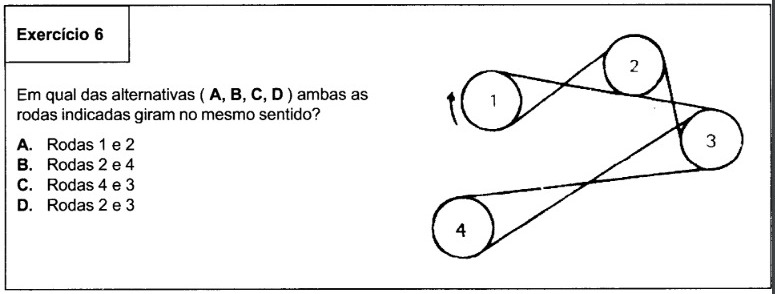 Exercício 6
Em qual das alternativas ( A, B, C, D ) ambas as
rodas indicadas giram no mesmo sentido?
A. Rodas 1 e 2
B. Rodas 2 e 4
C. Rodas 4 e 3
D. Rodas 2 e 3
1
2
3
4